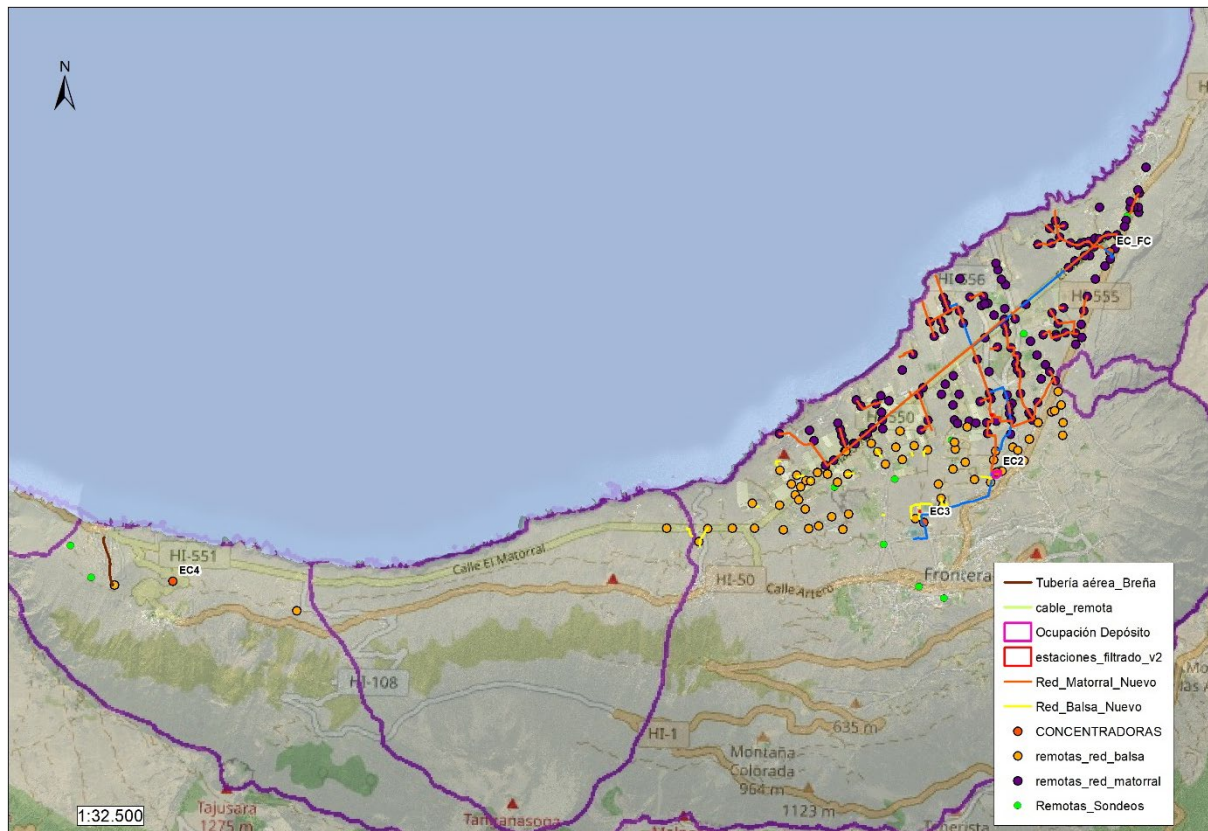 N
EC_FC
HI-556
HI-555
HI-550
EC2
EC3
HI-551
EC4
Calle El Matorral
HI-50
Calle Artero
Frontera
HI-108
HI-1
635 m
Montaña
Colorada
964 m
1123 m
Tajusara
1275 m
Tanganasoga
1:32.500
Tubería aérea_Breña
cable_remota
Ocupación Depósito
estaciones_filtrado_v2
Red_Matorral_Nuevo
Red_Balsa_Nuevo
CONCENTRADORAS
remotas_red_balsa
remotas_red_matorral
Remotas_Sondeos